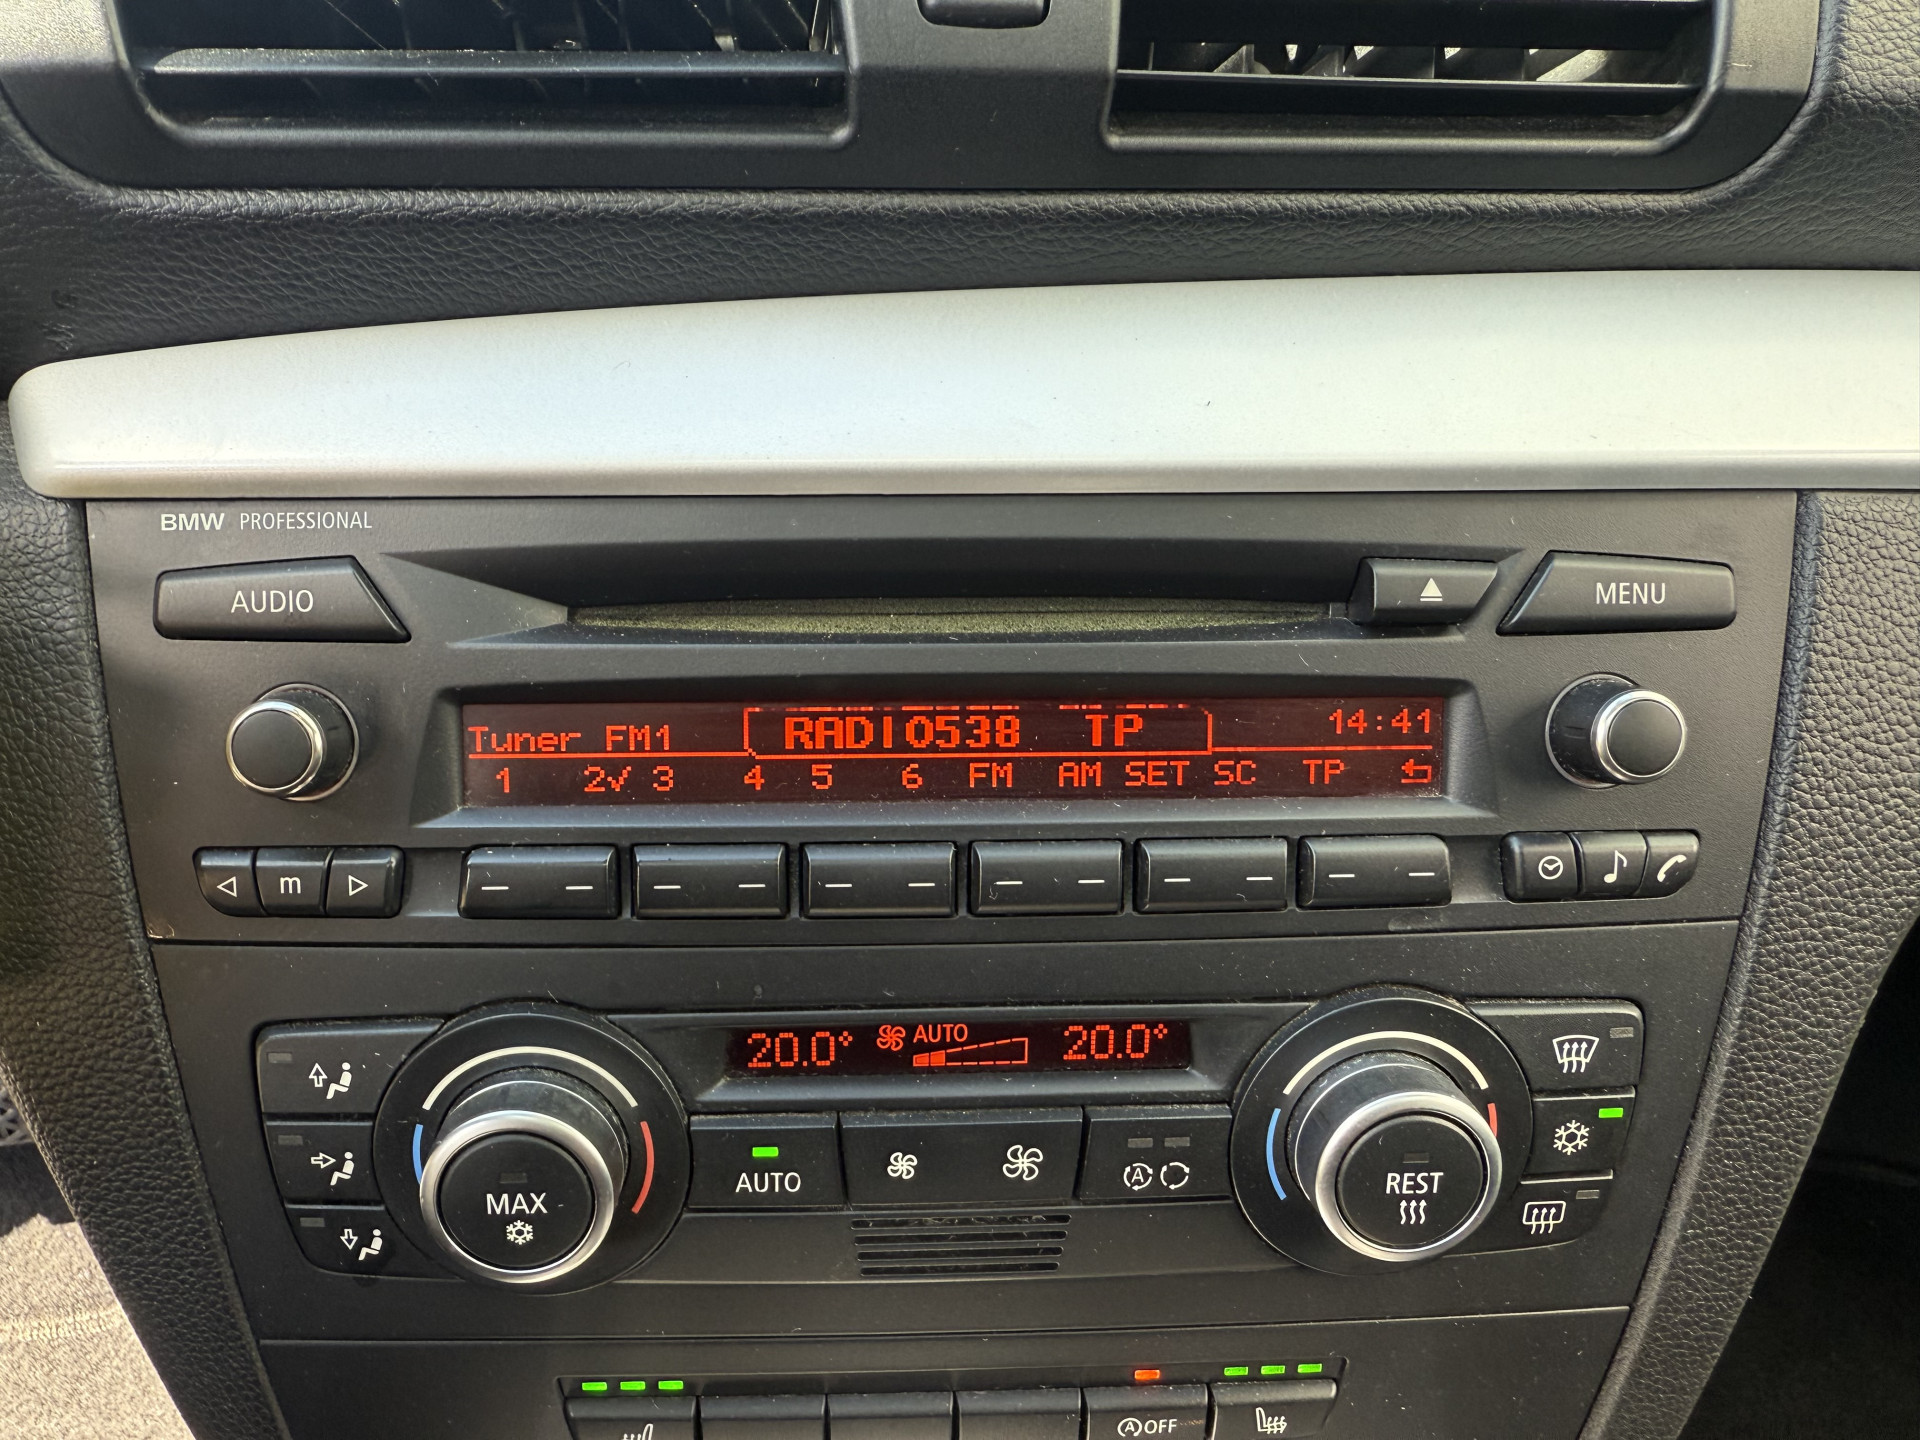 BMW PROFESSIONAL
AUDIO
MENU
Tuner FM1 RADIO538 TP 14:41
1 2√ 3 4 5 6 FM AM SET SC TP
m
20.0° AUTO 20.0°
AUTO
A
MAX
REST
A OFF